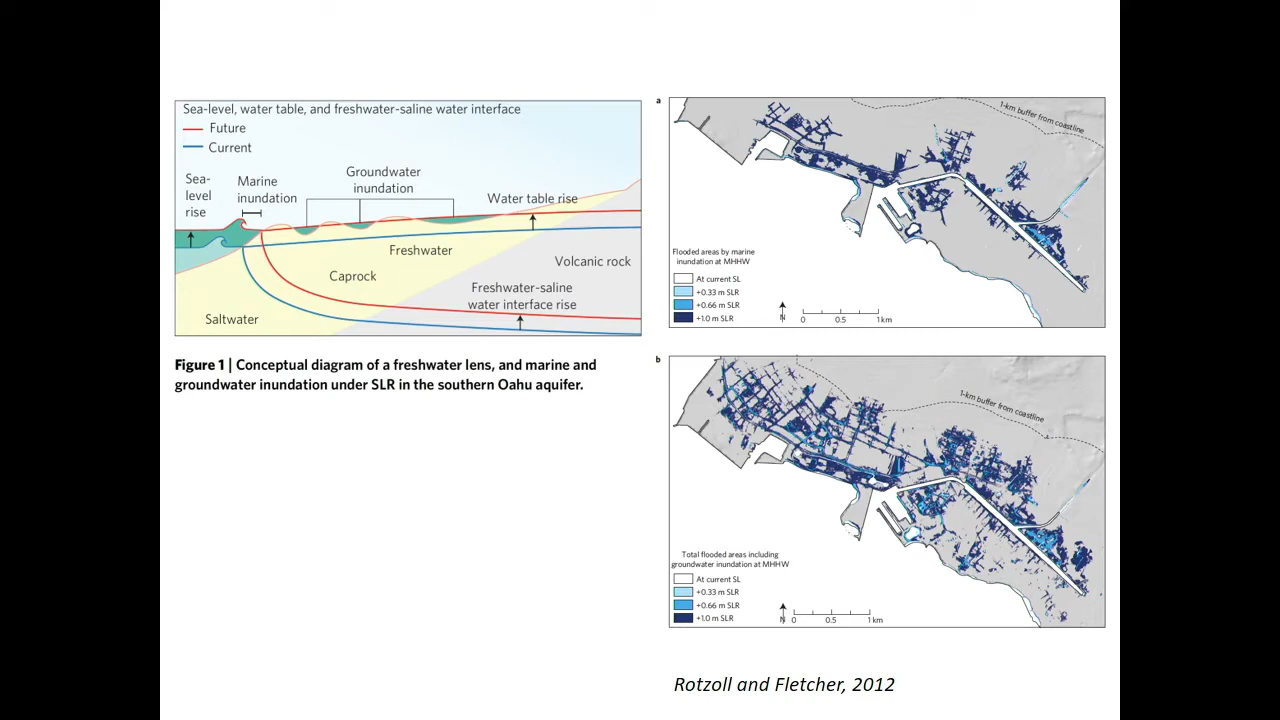 Sea-level, water table, and freshwater-saline water interface
Future
Current
Sea-
level
rise
Marine
inundation
Groundwater
inundation
Water table rise
Freshwater
Volcanic rock
Caprock
Freshwater-saline
water interface rise
Saltwater
Figure 1 | Conceptual diagram of a freshwater lens, and marine and
groundwater inundation under SLR in the southern Oahu aquifer.
a
1-km buffer from coastline
Flooded areas by marine
inundation at MHHW
At current SL
+0.33 m SLR
+0.66 m SLR
+1.0 m SLR
N
0 0.5 1 km
b
1-km buffer from coastline
Total flooded areas including
groundwater inundation at MHHW
At current SL
+0.33 m SLR
+0.66 m SLR
+1.0 m SLR
N
0 0.5 1 km
Rotzoll and Fletcher, 2012